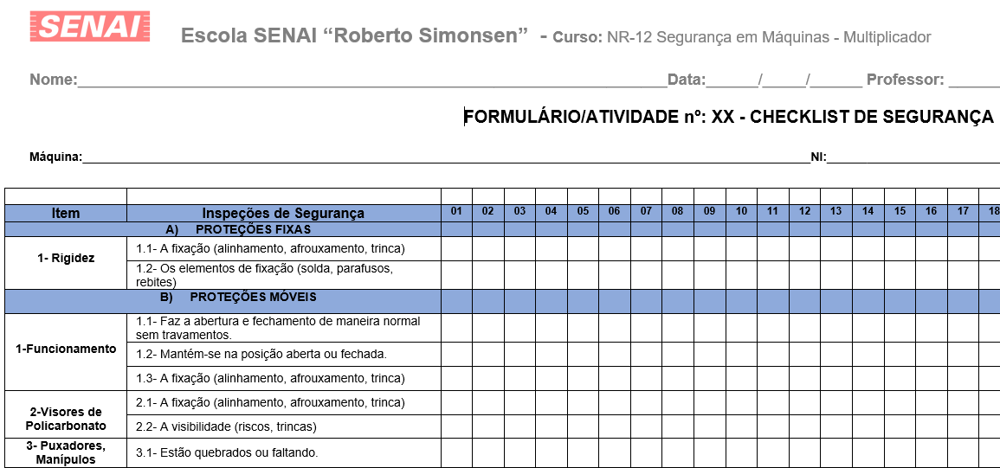 SENAI
Escola SENAI “Roberto Simonsen” - Curso: NR-12 Segurança em Máquinas - Multiplicador
Nome:____________________Data:______/_____/______ Professor: ______
FORMULÁRIO/ATIVIDADE nº: XX - CHECKLIST DE SEGURANÇA
Máquina:____________________NI:____________________
Item Inspeções de Segurança 01 02 03 04 05 06 07 08 09 10 11 12 13 14 15 16 17 18
A) PROTEÇÕES FIXAS
1- Rigidez
1.1- A fixação (alinhamento, afrouxamento, trinca)
1.2- Os elementos de fixação (solda, parafusos,
rebites)
B) PROTEÇÕES MÓVEIS
1-Funcionamento
1.1- Faz a abertura e fechamento de maneira normal
sem travamentos.
1.2- Mantém-se na posição aberta ou fechada.
1.3- A fixação (alinhamento, afrouxamento, trinca)
2-Visores de
Policarbonato
2.1- A fixação (alinhamento, afrouxamento, trinca)
2.2- A visibilidade (riscos, trincas)
3- Puxadores,
Manípulos
3.1- Estão quebrados ou faltando.